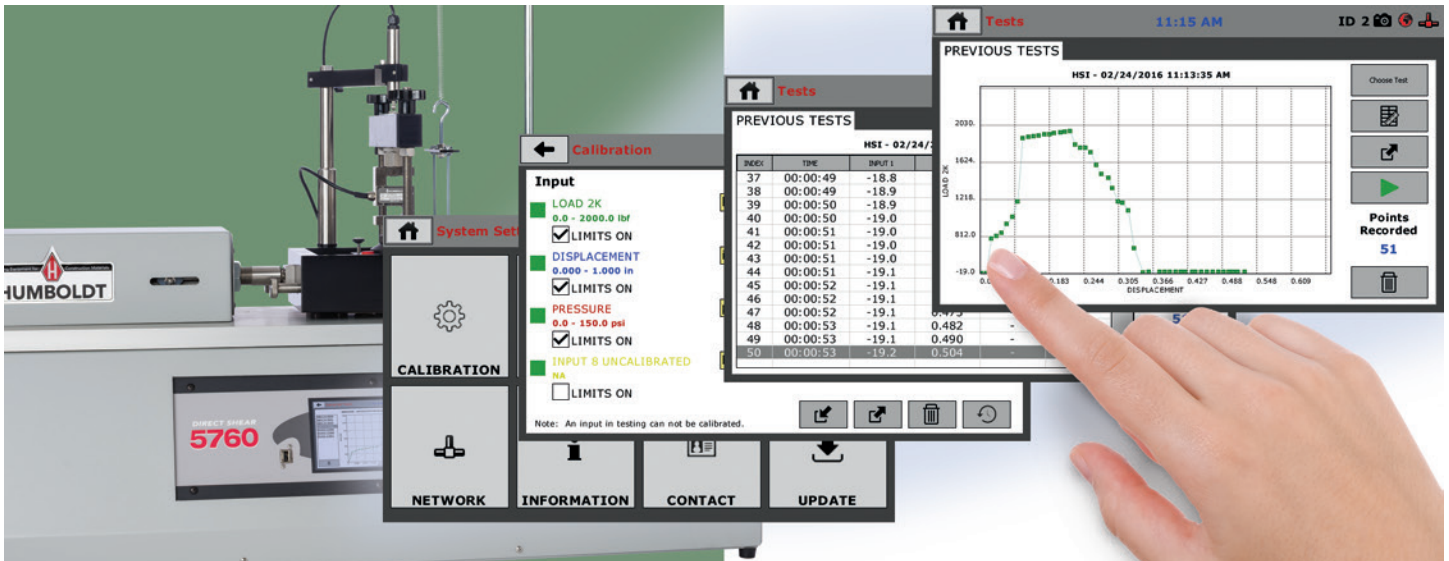 HUMBOLDT
DIRECT SHEAR
5760
System Set
CALIBRATION
NETWORK
INFORMATION
CONTACT
UPDATE
Calibration
Input
LOAD 2K
0.0 - 2000.0 lbf
LIMITS ON
DISPLACEMENT
0.000 - 1.000 in
LIMITS ON
PRESSURE
0.0 - 150.0 psi
LIMITS ON
INPUT 8 UNCALIBRATED
NA
LIMITS ON
Note: An input in testing can not be calibrated.
Tests
PREVIOUS TESTS
HSI - 02/24/
INDEX TIME INPUT 1
37 00:00:49 -18.8
38 00:00:49 -18.9
39 00:00:50 -18.9
40 00:00:50 -19.0
41 00:00:51 -19.0
42 00:00:51 -19.0
43 00:00:51 -19.0
44 00:00:51 -19.1
45 00:00:52 -19.1
46 00:00:52 -19.1
47 00:00:52 -19.1 0.473
48 00:00:53 -19.1 0.482 -
49 00:00:53 -19.1 0.490 -
50 00:00:53 -19.2 0.504 -
Tests
11:15 AM
ID 2
PREVIOUS TESTS
HSI - 02/24/2016 11:13:35 AM
LOAD 2K
2030.
1624.
1218.
812.0
-19.0
0.183 0.244 0.305 0.366 0.427 0.488 0.548 0.609
DISPLACEMENT
Choose Test
Points
Recorded
51